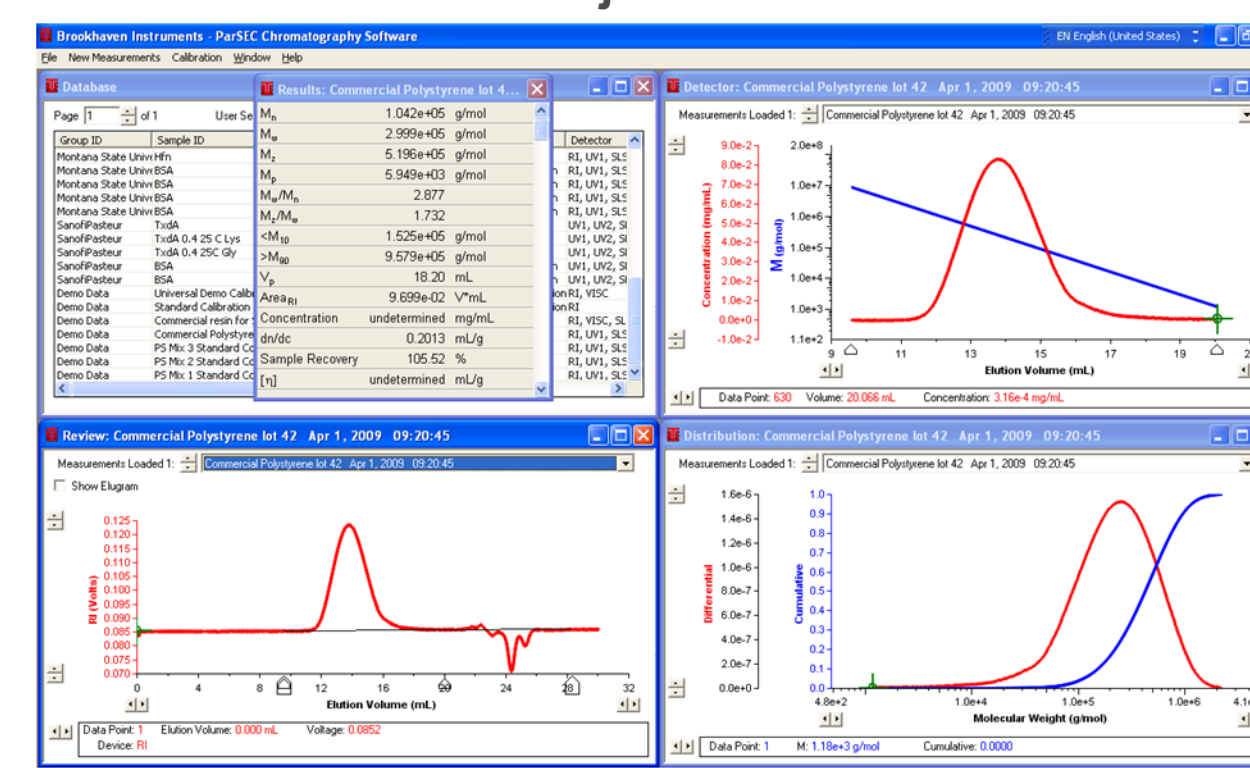 Brookhaven Instruments - ParSEC Chromatography Software
EN English (United States)
File New Measurements Calibration Window Help
Database
Page 1 of 1 User Se
Group ID Sample ID Detector
Montana State Unive Hfn RI, UV1, SLS
Montana State Unive BSA RI, UV1, SLS
Montana State Unive BSA RI, UV1, SLS
Montana State Unive BSA RI, UV1, SLS
Montana State Unive BSA RI, UV1, SLS
SanofiPasteur TxdA UV1, UV2, Sl
SanofiPasteur TxdA 0.4 25 C Lys UV1, UV2, Sl
SanofiPasteur TxdA 0.4 25C Gly UV1, UV2, Sl
SanofiPasteur BSA UV1, UV2, Sl
SanofiPasteur BSA UV1, UV2, Sl
Demo Data Universal Demo Calib ion RI, VISC
Demo Data Standard Calibration ion RI
Demo Data Commercial resin for RI, VISC, SL
Demo Data Commercial Polystyre RI, UV1, SLS
Demo Data PS Mix 3 Standard Co RI, UV1, SLS
Demo Data PS Mix 2 Standard Co RI, UV1, SLS
Demo Data PS Mix 1 Standard Co RI, UV1, SLS
Results: Commercial Polystyrene lot 4...
Mn 1.042e+05 g/mol
Mw 2.999e+05 g/mol
Mz 5.196e+05 g/mol
Mp 5.949e+03 g/mol
Mw/Mn 2.877
Mz/Mw 1.732
<M10 1.525e+05 g/mol
>M90 9.579e+05 g/mol
Vp 18.20 mL
AreaRI 9.699e-02 V*mL
Concentration undetermined mg/mL
dn/dc 0.2013 mL/g
Sample Recovery 105.52 %
[η] undetermined mL/g
Detector: Commercial Polystyrene lot 42 Apr 1, 2009 09:20:45
Measurements Loaded 1: Commercial Polystyrene lot 42 Apr 1, 2009 09:20:45
Concentration (mg/mL)
9.0e-2
8.0e-2
7.0e-2
6.0e-2
5.0e-2
4.0e-2
3.0e-2
2.0e-2
1.0e-2
0.0e+0
-1.0e-2
M (g/mol)
2.0e+8
1.0e+7
1.0e+6
1.0e+5
1.0e+4
1.0e+3
1.1e+2
9 11 13 15 17 19 2
Elution Volume (mL)
Data Point: 630 Volume: 20.066 mL Concentration: 3.16e-4 mg/mL
Review: Commercial Polystyrene lot 42 Apr 1, 2009 09:20:45
Measurements Loaded 1: Commercial Polystyrene lot 42 Apr 1, 2009 09:20:45
Show Elugram
RI (Volts)
0.125
0.120
0.115
0.110
0.105
0.100
0.095
0.090
0.085
0.080
0.075
0.070
0 4 8 12 16 20 24 28 32
Elution Volume (mL)
Data Point: 1 Elution Volume: 0.000 mL Voltage: 0.0852
Device: RI
Distribution: Commercial Polystyrene lot 42 Apr 1, 2009 09:20:45
Measurements Loaded 1: Commercial Polystyrene lot 42 Apr 1, 2009 09:20:45
Differential
1.6e-6
1.4e-6
1.2e-6
1.0e-6
8.0e-7
6.0e-7
4.0e-7
2.0e-7
0.0e+0
Cumulative
1.0
0.9
0.8
0.7
0.6
0.5
0.4
0.3
0.2
0.1
0.0
4.8e+2 1.0e+4 1.0e+5 1.0e+6 4.1e
Molecular Weight (g/mol)
Data Point: 1 M: 1.18e+3 g/mol Cumulative: 0.0000